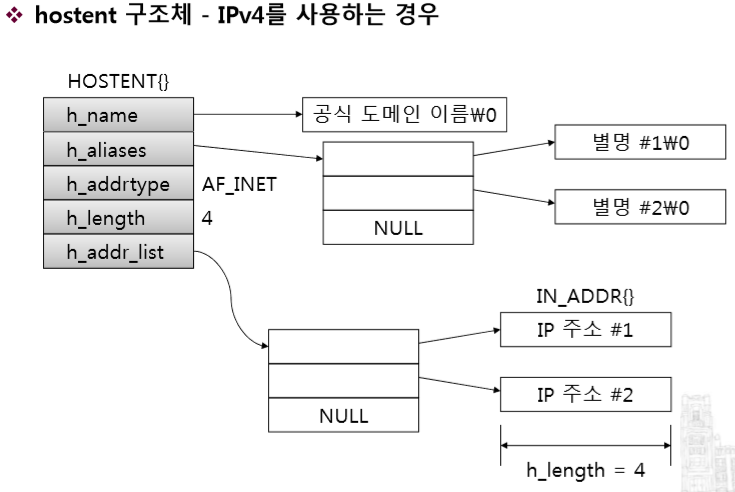 ❖ hostent 구조체 - IPv4를 사용하는 경우
HOSTENT{}
h_name
공식 도메인 이름₩0
h_aliases
별명 #1₩0
h_addrtype
AF_INET
별명 #2₩0
h_length
4
NULL
h_addr_list
IN_ADDR{}
IP 주소 #1
IP 주소 #2
NULL
h_length = 4